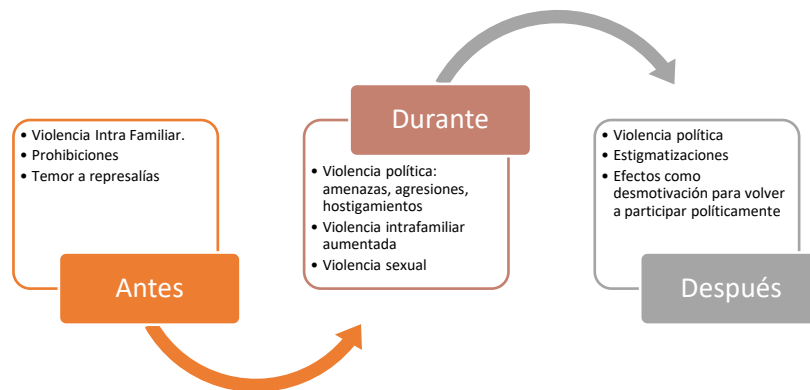 • Violencia Intra Familiar.
• Prohibiciones
• Temor a represalías
Antes
Durante
• Violencia política:
amenazas, agresiones,
hostigamientos
• Violencia intrafamiliar
aumentada
• Violencia sexual
• Violencia política
• Estigmatizaciones
• Efectos como
desmotivación para volver
a participar políticamente
Después